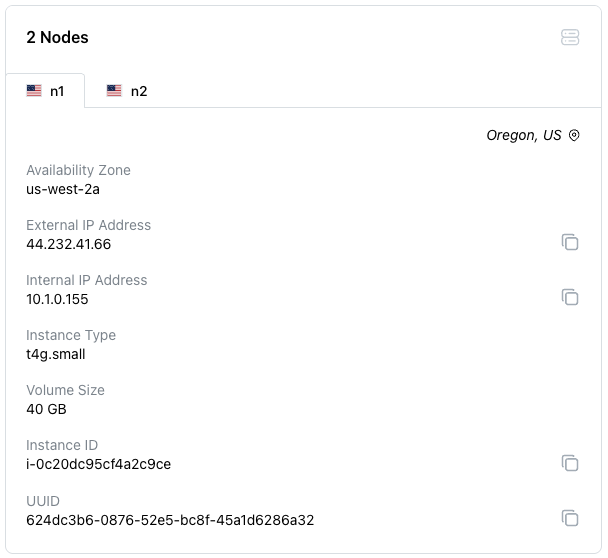 2 Nodes
n1 n2
Oregon, US
Availability Zone
us-west-2a
External IP Address
44.232.41.66
Internal IP Address
10.1.0.155
Instance Type
t4g.small
Volume Size
40 GB
Instance ID
i-0c20dc95cf4a2c9ce
UUID
624dc3b6-0876-52e5-bc8f-45a1d6286a32